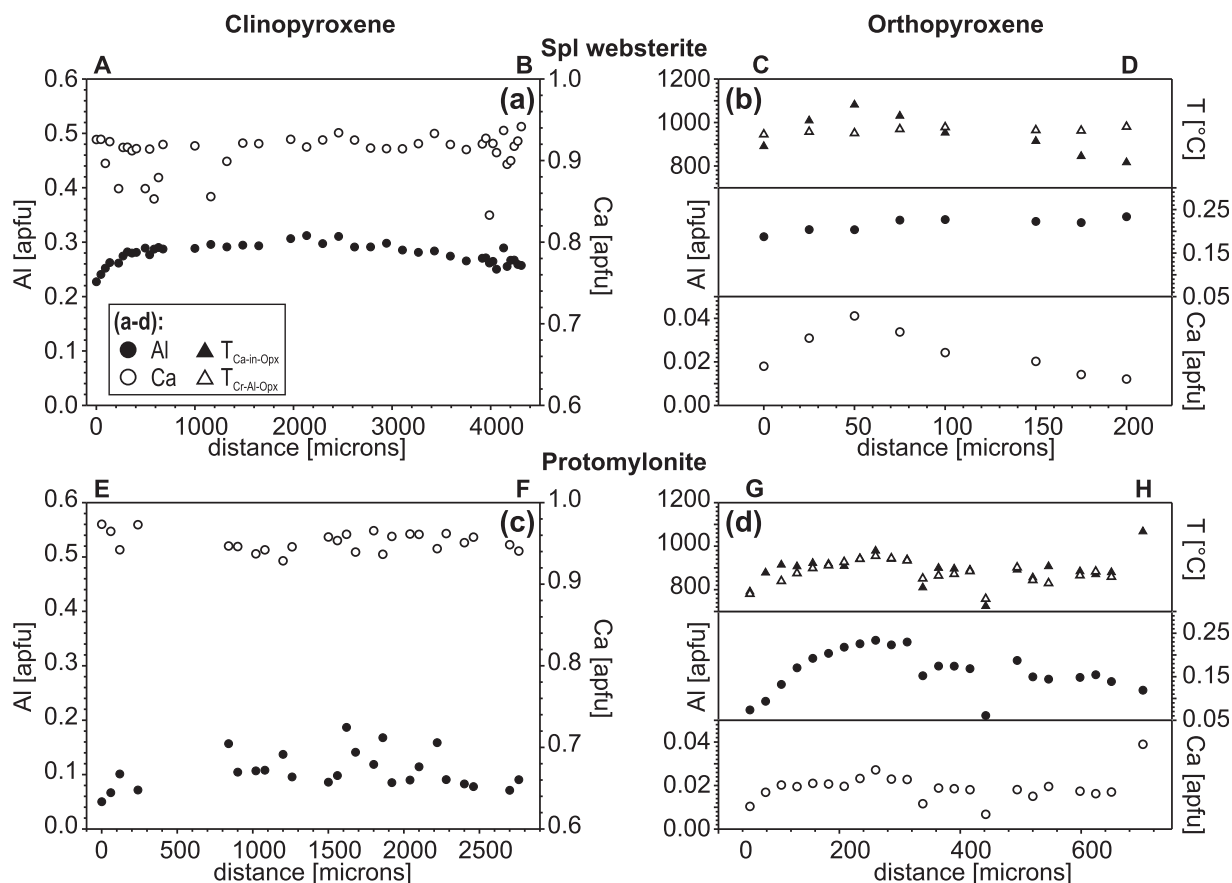 Clinopyroxene
Orthopyroxene
Spl websterite
A B
C D
(a)
0.6
0.5
0.4
0.3
0.2
0.1
0.0
Al [apfu]
1.0
0.9
0.8
0.7
0.6
Ca [apfu]
(a-d):
Al T Ca-in-Opx
Ca T Cr-Al-Opx
0 1000 2000 3000 4000
distance [microns]
(b)
1200
1000
800
T [°C]
Al [apfu]
0.25
0.15
0.05
0.04
0.02
0.00
Ca [apfu]
0 50 100 150 200
distance [microns]
Protomylonite
E F
G H
(c)
0.6
0.5
0.4
0.3
0.2
0.1
0.0
Al [apfu]
1.0
0.9
0.8
0.7
0.6
Ca [apfu]
0 500 1000 1500 2000 2500
distance [microns]
(d)
1200
1000
800
T [°C]
Al [apfu]
0.25
0.15
0.05
0.04
0.02
0.00
Ca [apfu]
0 200 400 600
distance [microns]